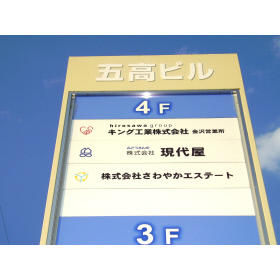 五高ビル
4F
hirosawa group
キング工業株式会社 金沢営業所
株式会社 現代屋
株式会社さわやかエステート
3F